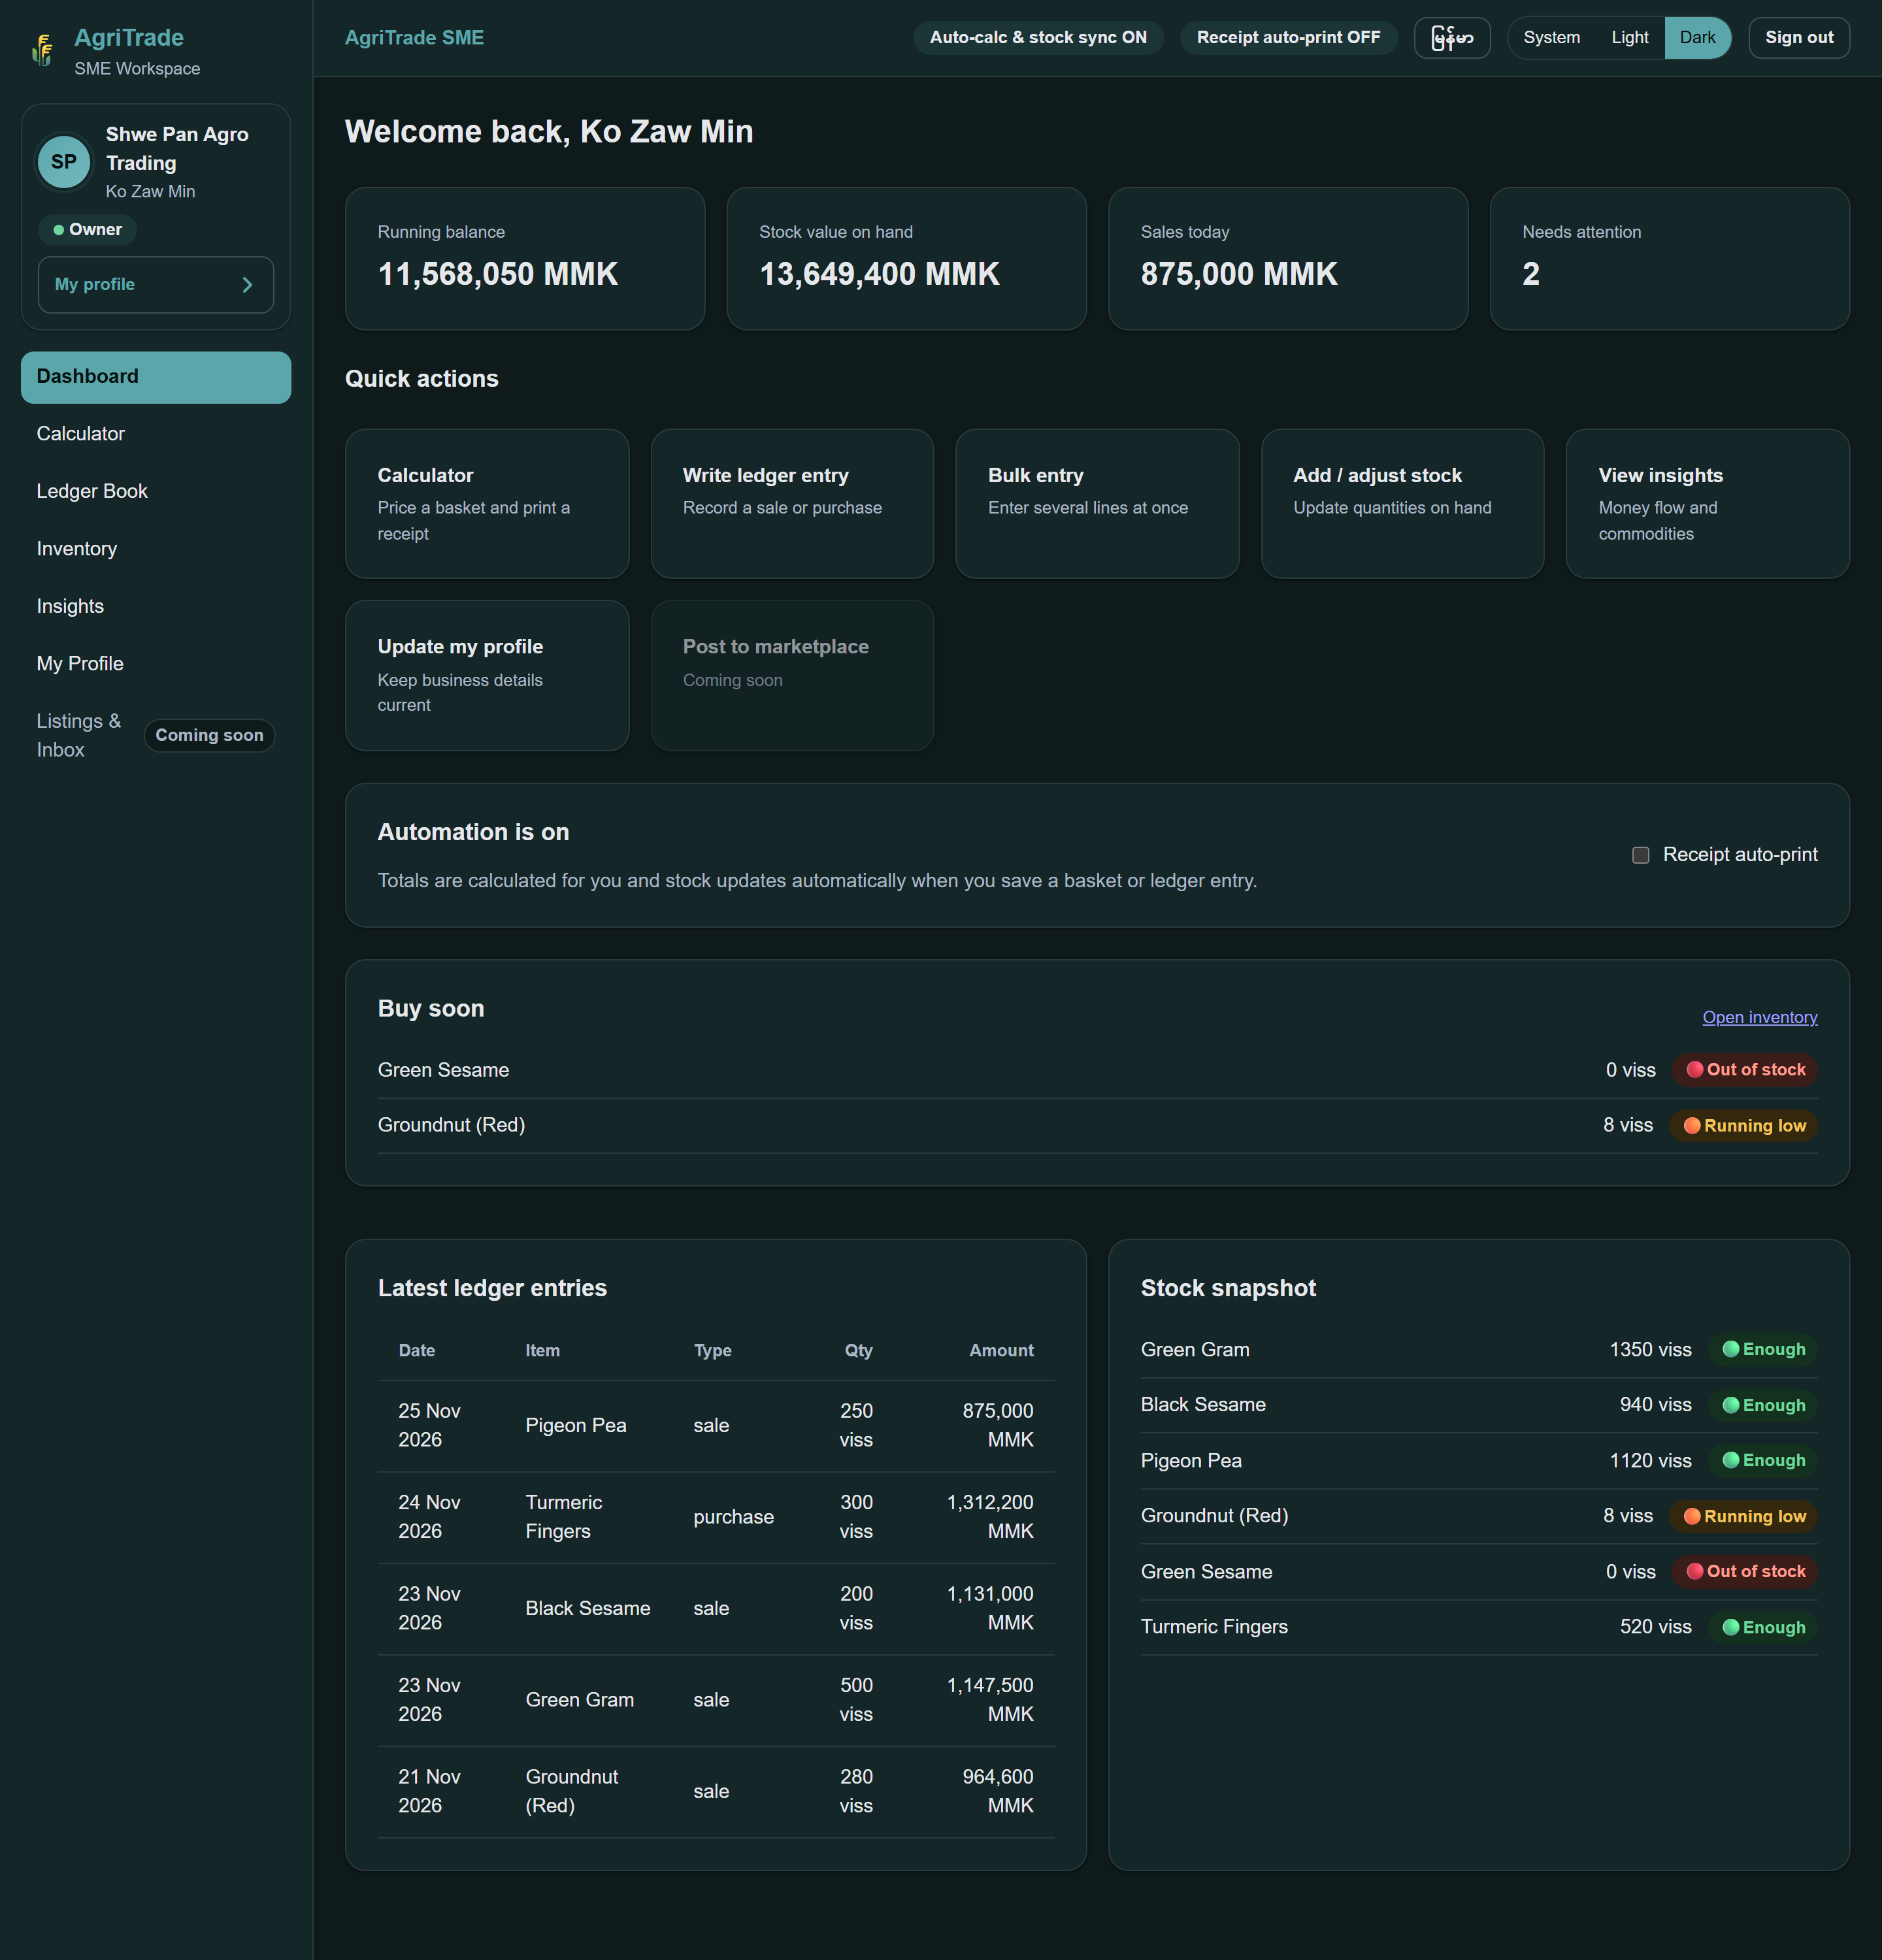 AgriTrade
SME Workspace
SP
Shwe Pan Agro
Trading
Ko Zaw Min
Owner
My profile
Dashboard
Calculator
Ledger Book
Inventory
Insights
My Profile
Listings &
Inbox
Coming soon
AgriTrade SME
Auto-calc & stock sync ON
Receipt auto-print OFF
မြန်မာ
System
Light
Dark
Sign out
Welcome back, Ko Zaw Min
Running balance
11,568,050 MMK
Stock value on hand
13,649,400 MMK
Sales today
875,000 MMK
Needs attention
2
Quick actions
Calculator
Price a basket and print a
receipt
Write ledger entry
Record a sale or purchase
Bulk entry
Enter several lines at once
Add / adjust stock
Update quantities on hand
View insights
Money flow and
commodities
Update my profile
Keep business details
current
Post to marketplace
Coming soon
Automation is on
Totals are calculated for you and stock updates automatically when you save a basket or ledger entry.
Receipt auto-print
Buy soon
Open inventory
Green Sesame 0 viss Out of stock
Groundnut (Red) 8 viss Running low
Latest ledger entries
Date Item Type Qty Amount
25 Nov
2026
Pigeon Pea
sale
250
viss
875,000
MMK
24 Nov
2026
Turmeric
Fingers
purchase
300
viss
1,312,200
MMK
23 Nov
2026
Black Sesame
sale
200
viss
1,131,000
MMK
23 Nov
2026
Green Gram
sale
500
viss
1,147,500
MMK
21 Nov
2026
Groundnut
(Red)
sale
280
viss
964,600
MMK
Stock snapshot
Green Gram 1350 viss Enough
Black Sesame 940 viss Enough
Pigeon Pea 1120 viss Enough
Groundnut (Red) 8 viss Running low
Green Sesame 0 viss Out of stock
Turmeric Fingers 520 viss Enough